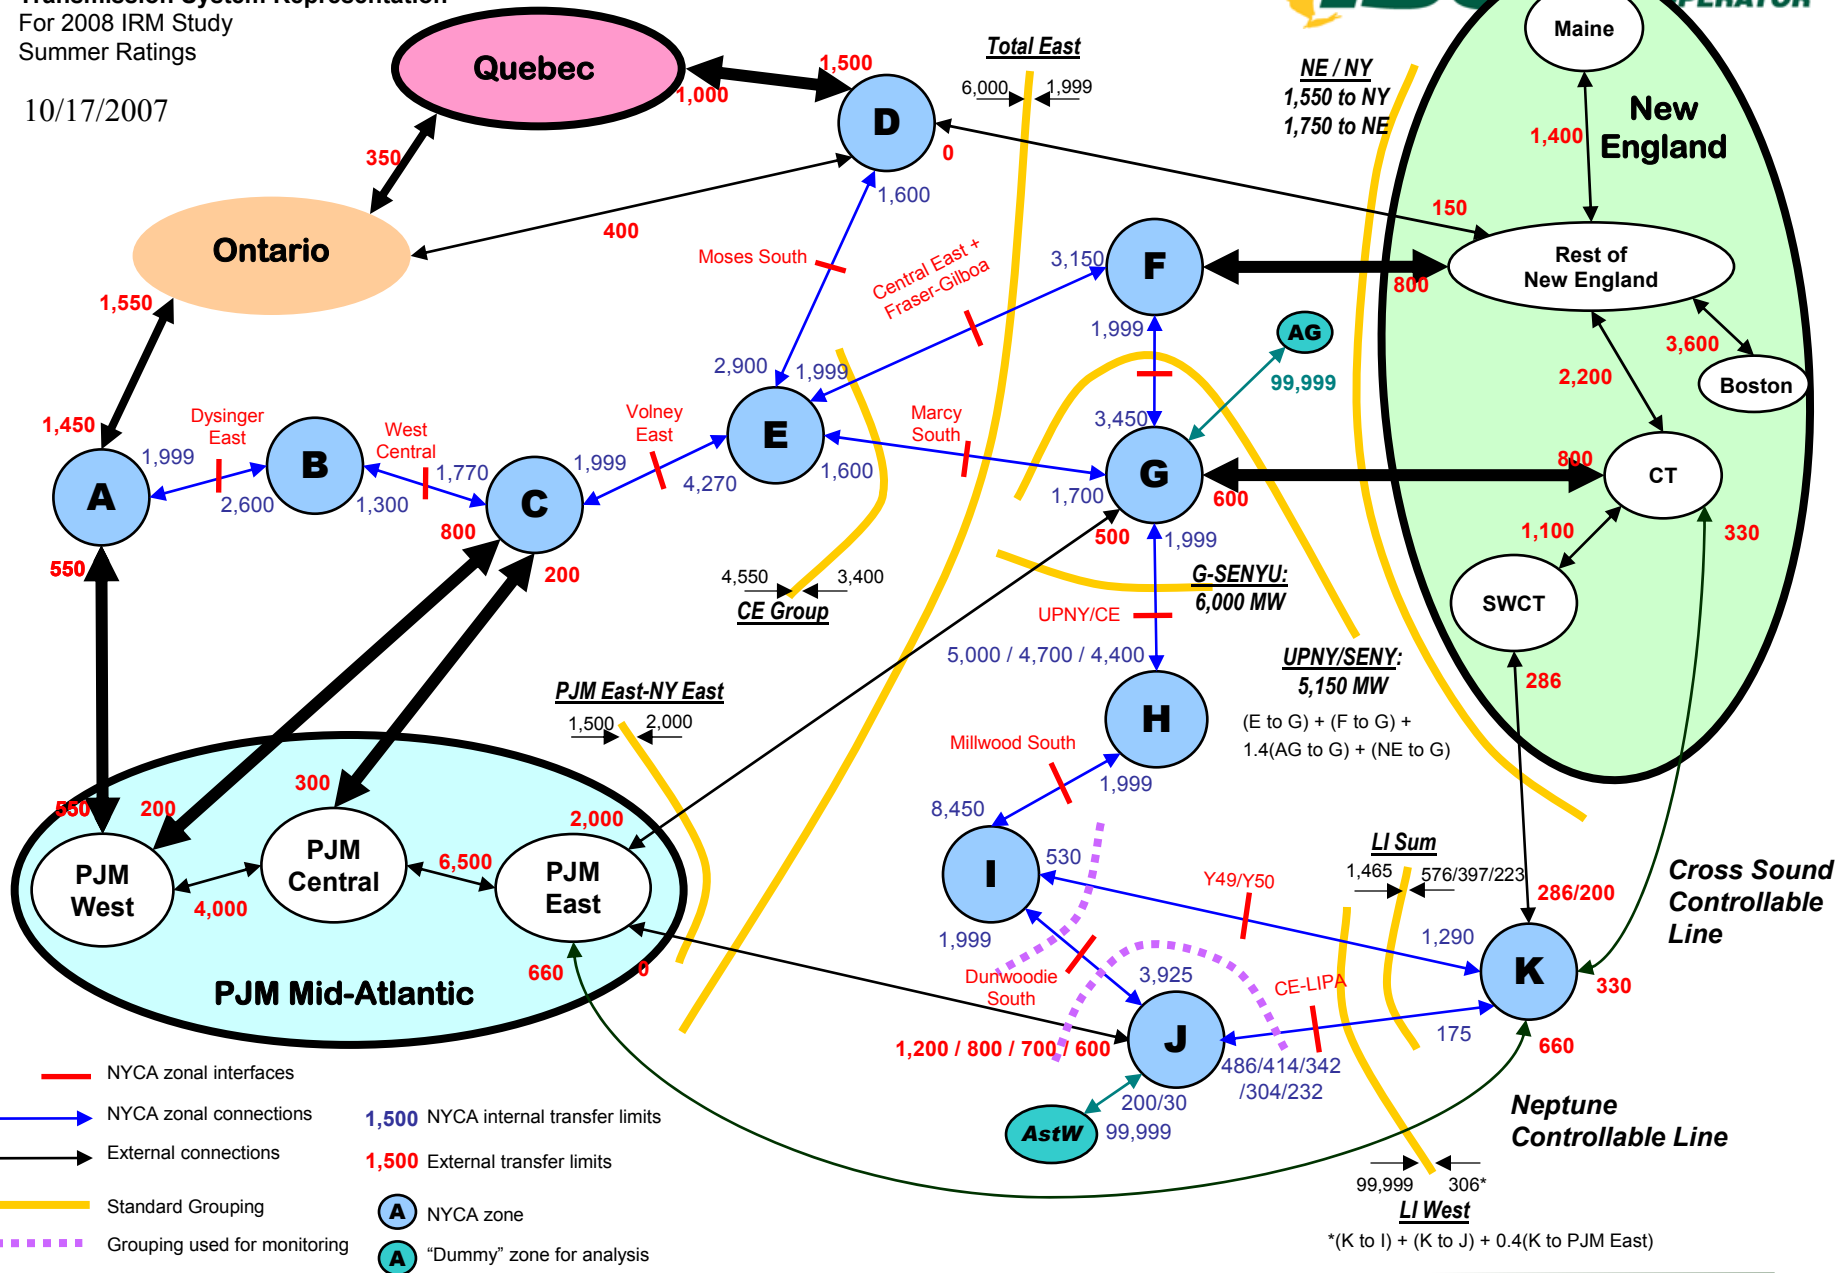 Transmission System Representation
For 2008 IRM Study
Summer Ratings
10/17/2007
OPERATOR
Quebec
1,500
1,000
D
0
Total East
6,000
1,999
NE / NY
1,550 to NY
1,750 to NE
Maine
New
England
1,400
350
Ontario
400
1,600
Moses South
Central East +
Fraser-Gilboa
3,150
F
150
Rest of
New England
800
1,550
1,999
AG
99,999
3,600
2,200
Boston
2,900
1,999
1,450
Dysinger
East
West
Central
Volney
East
Marcy
South
3,450
A
1,999
2,600
B
1,770
1,300
C
1,999
4,270
E
1,600
1,700
G
600
800
CT
550
800
200
500
1,999
1,100
330
4,550
3,400
CE Group
G-SENYU:
6,000 MW
SWCT
UPNY/CE
5,000 / 4,700 / 4,400
UPNY/SENY:
5,150 MW
286
PJM East-NY East
1,500
2,000
H
(E to G) + (F to G) +
1.4(AG to G) + (NE to G)
Millwood South
1,999
550
200
300
2,000
8,450
LI Sum
PJM
West
PJM
Central
PJM
East
4,000
6,500
I
530
Y49/Y50
1,465
576/397/223
286/200
Cross Sound
Controllable
Line
1,999
1,290
K
330
PJM Mid-Atlantic
660
0
Dunwoodie
South
3,925
CE-LIPA
175
660
1,200 / 800 / 700 / 600
J
486/414/342
/304/232
200/30
AstW
99,999
Neptune
Controllable Line
99,999
306*
LI West
*(K to I) + (K to J) + 0.4(K to PJM East)
NYCA zonal interfaces
NYCA zonal connections
1,500 NYCA internal transfer limits
External connections
1,500 External transfer limits
Standard Grouping
A NYCA zone
Grouping used for monitoring
A "Dummy" zone for analysis